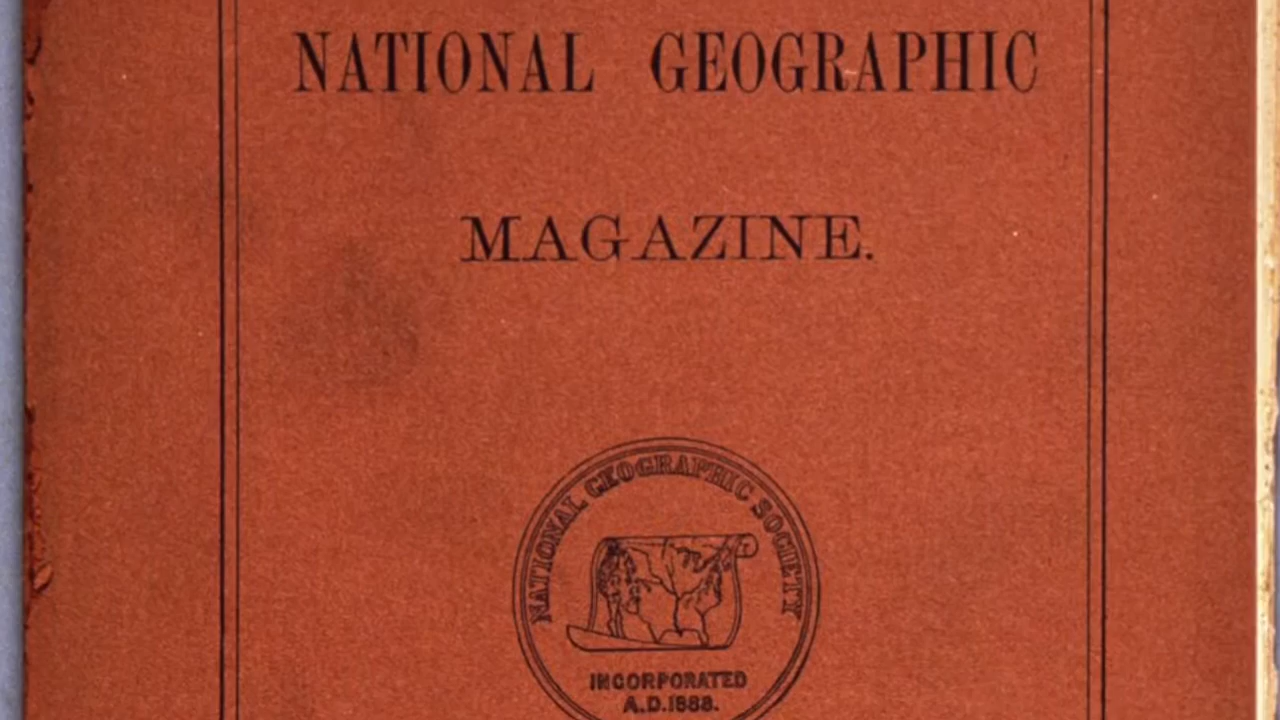 NATIONAL GEOGRAPHIC
MAGAZINE.
NATIONAL GEOGRAPHIC SOCIETY
INCORPORATED
A.D.1888.